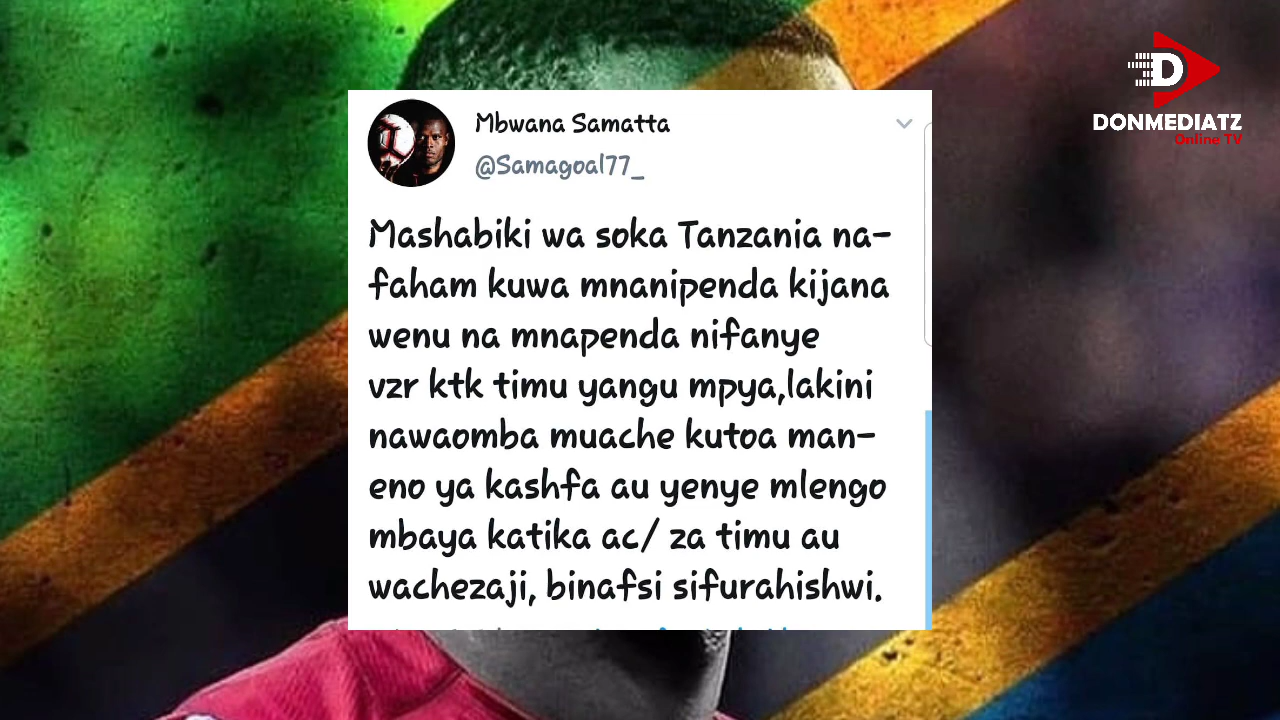 Mbwana Samatta
@Samagoal77_
Mashabiki wa soka Tanzania na-
faham kuwa mnanipenda kijana
wenu na mnapenda nifanye
vzr ktk timu yangu mpya,lakini
nawaomba muache kutoa man-
eno ya kashfa au yenye mlengo
mbaya katika ac/ za timu au
wachezaji, binafsi sifurahishwi.
D
DONMEDIATZ
Online TV